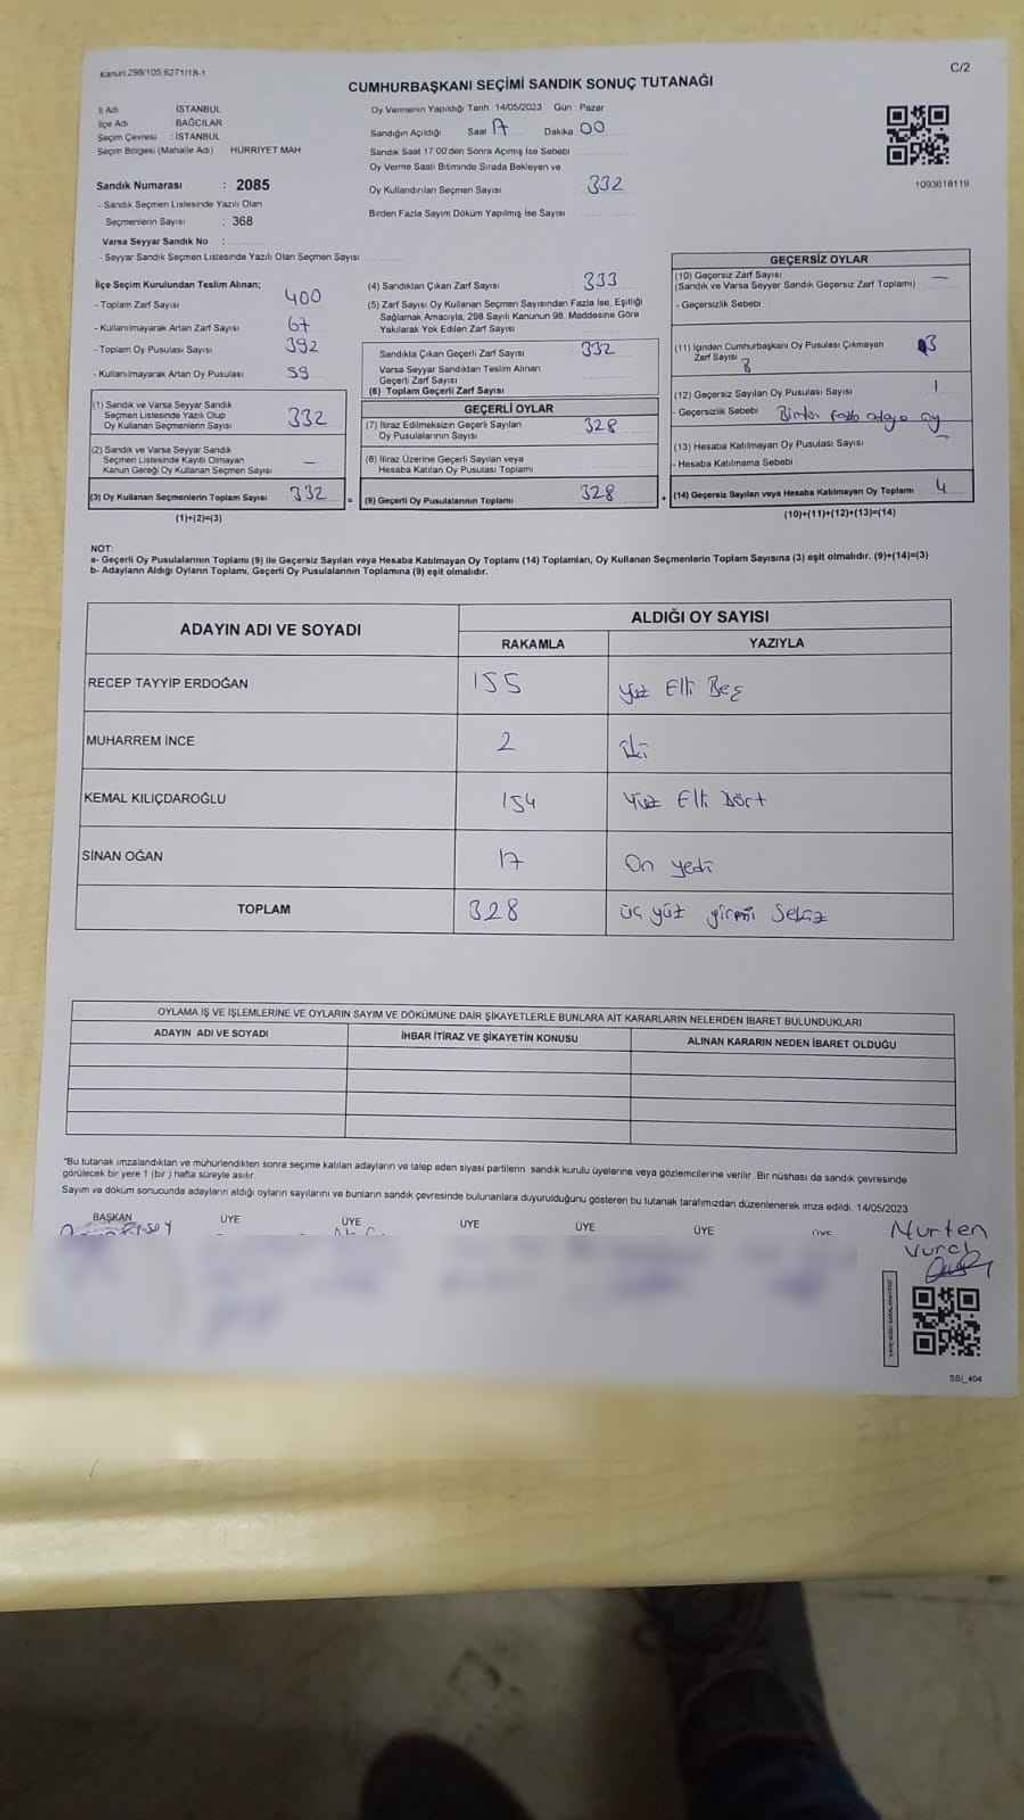 Kanun:298/105,6271/18-1
C/2
CUMHURBAŞKANI SEÇİMİ SANDIK SONUÇ TUTANAĞI
İl Adı İSTANBUL
İlçe Adı BAĞCILAR
Seçim Çevresi : İSTANBUL
Seçim Bölgesi (Mahalle Adı) HÜRRİYET MAH
Sandık Numarası : 2085
- Sandık Seçmen Listesinde Yazılı Olan
Seçmenlerin Sayısı : 368
Varsa Seyyar Sandık No :
- Seyyar Sandık Seçmen Listesinde Yazılı Olan Seçmen Sayısı
Oy Vermenin Yapıldığı Tarih: 14/05/2023 Gün : Pazar
Sandığın Açıldığı Saat 17 Dakika 00
Sandık Saat 17:00'den Sonra Açılmış İse Sebebi
Oy Verme Saati Bitiminde Sırada Bekleyen ve
Oy Kullandırılan Seçmen Sayısı 332
Birden Fazla Sayım Döküm Yapılmış İse Sayısı
1093618119
İlçe Seçim Kurulundan Teslim Alınan;
- Toplam Zarf Sayısı 400
- Kullanılmayarak Artan Zarf Sayısı 67
- Toplam Oy Pusulası Sayısı 392
- Kullanılmayarak Artan Oy Pusulası 59
(1) Sandık ve Varsa Seyyar Sandık
Seçmen Listesinde Yazılı Olup
Oy Kullanan Seçmenlerin Sayısı 332
(2) Sandık ve Varsa Seyyar Sandık
Seçmen Listesinde Kayıtlı Olmayan
Kanun Gereği Oy Kullanan Seçmen Sayısı —
(3) Oy Kullanan Seçmenlerin Toplam Sayısı 332
(1)+(2)=(3)
(4) Sandıktan Çıkan Zarf Sayısı 333
(5) Zarf Sayısı Oy Kullanan Seçmen Sayısından Fazla İse, Eşitliği
Sağlamak Amacıyla, 298 Sayılı Kanunun 98. Maddesine Göre
Yakılarak Yok Edilen Zarf Sayısı
Sandıkta Çıkan Geçerli Zarf Sayısı 332
Varsa Seyyar Sandıktan Teslim Alınan
Geçerli Zarf Sayısı
(6) Toplam Geçerli Zarf Sayısı
GEÇERLİ OYLAR
(7) İtiraz Edilmeksizin Geçerli Sayılan
Oy Pusulalarının Sayısı 328
(8) İtiraz Üzerine Geçerli Sayılan veya
Hesaba Katılan Oy Pusulası Toplamı
= (9) Geçerli Oy Pusulalarının Toplamı 328
GEÇERSİZ OYLAR
(10) Geçersiz Zarf Sayısı —
(Sandık ve Varsa Seyyar Sandık Geçersiz Zarf Toplamı)
- Geçersizlik Sebebi
(11) İçinden Cumhurbaşkanı Oy Pusulası Çıkmayan
Zarf Sayısı 3 3
(12) Geçersiz Sayılan Oy Pusulası Sayısı 1
- Geçersizlik Sebebi Birden fazla adaya oy
(13) Hesaba Katılmayan Oy Pusulası Sayısı —
- Hesaba Katılmama Sebebi
+ (14) Geçersiz Sayılan veya Hesaba Katılmayan Oy Toplamı 4
(10)+(11)+(12)+(13)=(14)
NOT:
a- Geçerli Oy Pusulalarının Toplamı (9) ile Geçersiz Sayılan veya Hesaba Katılmayan Oy Toplamı (14) Toplamları, Oy Kullanan Seçmenlerin Toplam Sayısına (3) eşit olmalıdır. (9)+(14)=(3)
b- Adayların Aldığı Oyların Toplamı, Geçerli Oy Pusulalarının Toplamına (9) eşit olmalıdır.
ADAYIN ADI VE SOYADI
ALDIĞI OY SAYISI
RAKAMLA YAZIYLA
RECEP TAYYİP ERDOĞAN 155 Yüz Elli Beş
MUHARREM İNCE 2 iki
KEMAL KILIÇDAROĞLU 154 Yüz Elli Dört
SİNAN OĞAN 17 On yedi
TOPLAM 328 üç yüz yirmi Sekiz
OYLAMA İŞ VE İŞLEMLERİNE VE OYLARIN SAYIM VE DÖKÜMÜNE DAİR ŞİKAYETLERLE BUNLARA AİT KARARLARIN NELERDEN İBARET BULUNDUKLARI
ADAYIN ADI VE SOYADI İHBAR İTİRAZ VE ŞİKAYETİN KONUSU ALINAN KARARIN NEDEN İBARET OLDUĞU
"Bu tutanak imzalandıktan ve mühürlendikten sonra seçime katılan adayların ve talep eden siyasi partilerin sandık kurulu üyelerine veya gözlemcilerine verilir. Bir nüshası da sandık çevresinde
görülecek bir yere 1 (bir ) hafta süreyle asılır.
Sayım ve döküm sonucunda adayların aldığı oyların sayılarını ve bunların sandık çevresinde bulunanlara duyurulduğunu gösteren bu tutanak tarafımızdan düzenlenerek imza edildi. 14/05/2023
BAŞKAN ÜYE ÜYE ÜYE ÜYE ÜYE ÜYE
Nurten
SBİ_404